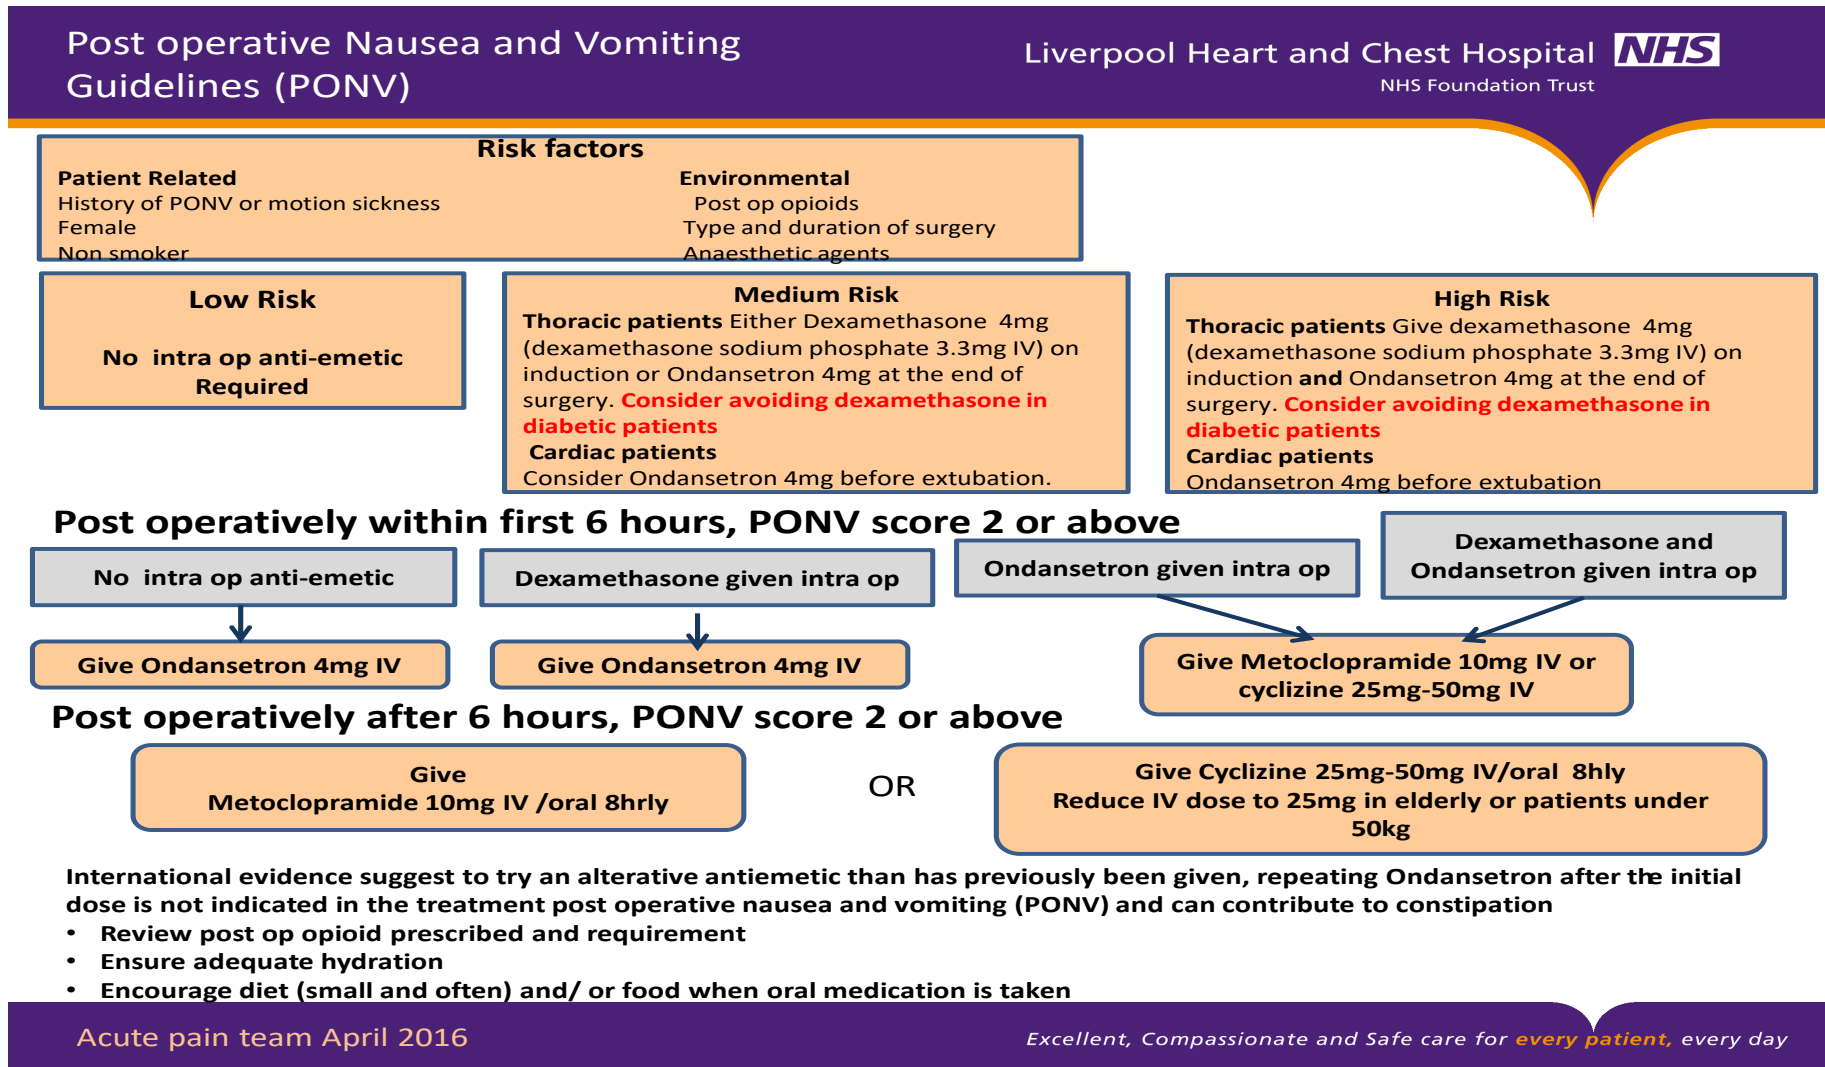 Post operative Nausea and Vomiting
Guidelines (PONV)
Liverpool Heart and Chest Hospital NHS
NHS Foundation Trust
Risk factors
Patient Related
History of PONV or motion sickness
Female
Non smoker
Environmental
Post op opioids
Type and duration of surgery
Anaesthetic agents
Low Risk
No intra op anti-emetic
Required
Medium Risk
Thoracic patients Either Dexamethasone 4mg
(dexamethasone sodium phosphate 3.3mg IV) on
induction or Ondansetron 4mg at the end of
surgery. Consider avoiding dexamethasone in
diabetic patients
Cardiac patients
Consider Ondansetron 4mg before extubation.
High Risk
Thoracic patients Give dexamethasone 4mg
(dexamethasone sodium phosphate 3.3mg IV) on
induction and Ondansetron 4mg at the end of
surgery. Consider avoiding dexamethasone in
diabetic patients
Cardiac patients
Ondansetron 4mg before extubation
Post operatively within first 6 hours, PONV score 2 or above
No intra op anti-emetic
Dexamethasone given intra op
Ondansetron given intra op
Dexamethasone and
Ondansetron given intra op
Give Ondansetron 4mg IV
Give Ondansetron 4mg IV
Give Metoclopramide 10mg IV or
cyclizine 25mg-50mg IV
Post operatively after 6 hours, PONV score 2 or above
Give
Metoclopramide 10mg IV /oral 8hrly
OR
Give Cyclizine 25mg-50mg IV/oral 8hly
Reduce IV dose to 25mg in elderly or patients under
50kg
International evidence suggest to try an alterative antiemetic than has previously been given, repeating Ondansetron after the initial
dose is not indicated in the treatment post operative nausea and vomiting (PONV) and can contribute to constipation
• Review post op opioid prescribed and requirement
• Ensure adequate hydration
• Encourage diet (small and often) and/ or food when oral medication is taken
Acute pain team April 2016
Excellent, Compassionate and Safe care for every patient, every day